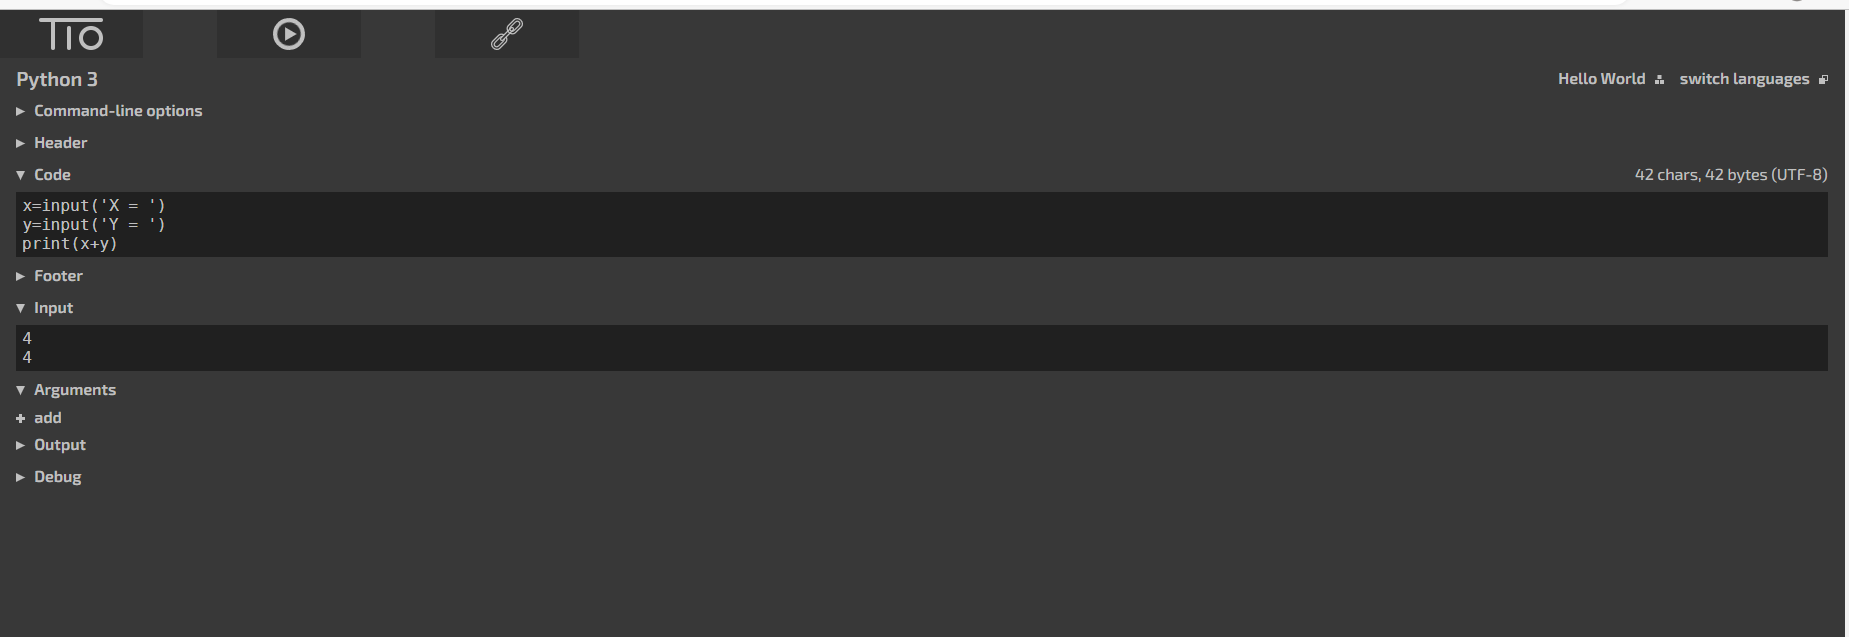 TIO
Python 3
Hello World switch languages
Command-line options
Header
Code 42 chars, 42 bytes (UTF-8)
x=input('X = ')
y=input('Y = ')
print(x+y)
Footer
Input
4
4
Arguments
add
Output
Debug